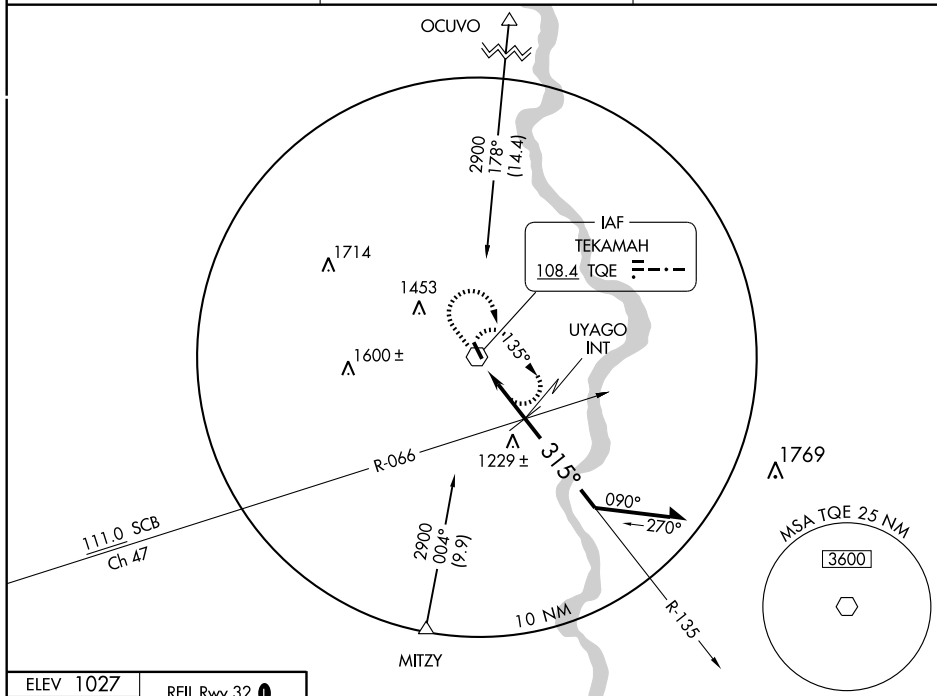 OCUVO
2900
178°
(14.4)
IAF
TEKAMAH
108.4 TQE
1714
1453
UYAGO
INT
135°
1600 ±
R-066
1229 ±
315°
1769
090°
270°
111.0 SCB
Ch 47
2900
004°
(9.9)
MSA TQE 25 NM
3600
10 NM
R-135
MITZY
ELEV 1027
REIL Rwy 32 L